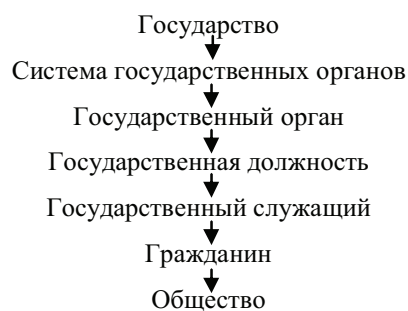 Государство
Система государственных органов
Государственный орган
Государственная должность
Государственный служащий
Гражданин
Общество